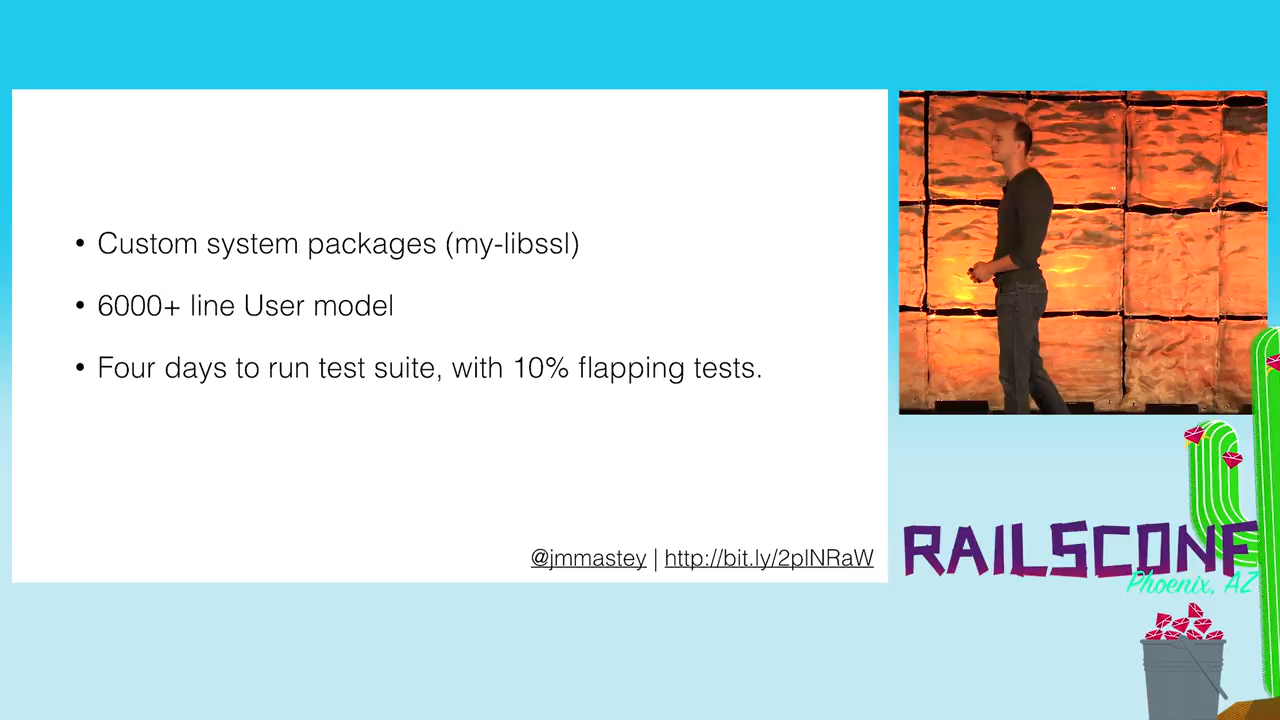 • Custom system packages (my-libssl)
• 6000+ line User model
• Four days to run test suite, with 10% flapping tests.
@jmmastey | http://bit.ly/2pINRaW
RAILSCONF
Phoenix, AZ